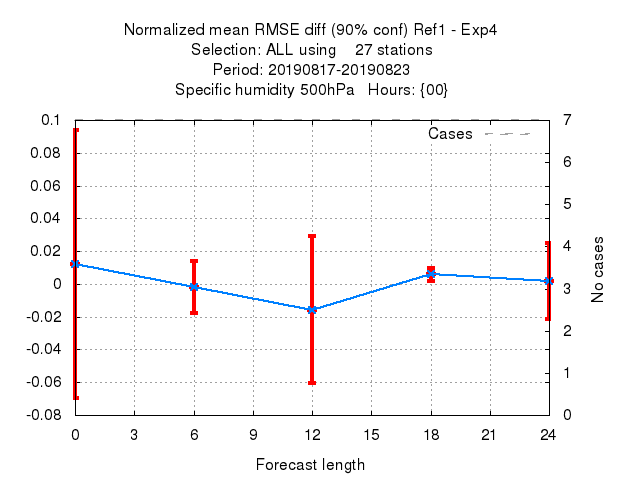 Normalized mean RMSE diff (90% conf) Ref1 - Exp4
Selection: ALL using 27 stations
Period: 20190817-20190823
Specific humidity 500hPa Hours: {00}
Cases
0.1
0.08
0.06
0.04
0.02
0
-0.02
-0.04
-0.06
-0.08
7
6
5
4
3
2
1
0
No cases
0 3 6 9 12 15 18 21 24
Forecast length